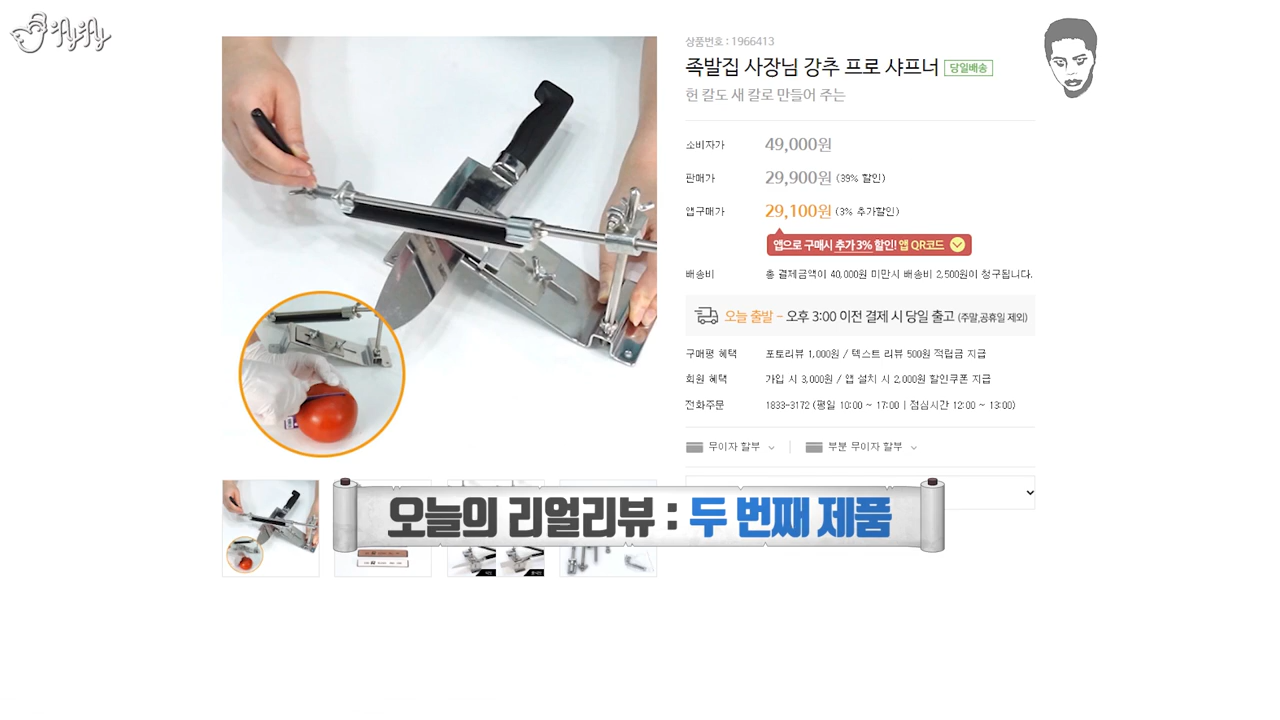 상품번호 : 1966413
족발집 사장님 강추 프로 샤프너 당일배송
헌 칼도 새 칼로 만들어 주는
소비자가 49,000원
판매가 29,900원 (39% 할인)
앱구매가 29,100원 (3% 추가할인)
앱으로 구매시 추가 3% 할인! 앱 QR코드
배송비 총 결제금액이 40,000원 미만시 배송비 2,500원이 청구됩니다.
오늘 출발 - 오후 3:00 이전 결제 시 당일 출고 (주말,공휴일 제외)
구매평 혜택 포토리뷰 1,000원 / 텍스트 리뷰 500원 적립금 지급
회원 혜택 가입 시 3,000원 / 앱 설치 시 2,000원 할인쿠폰 지급
전화주문 1833-3172 (평일 10:00 ~ 17:00 | 점심시간 12:00 ~ 13:00)
무이자 할부 부분 무이자 할부
오늘의 리얼리뷰 : 두 번째 제품